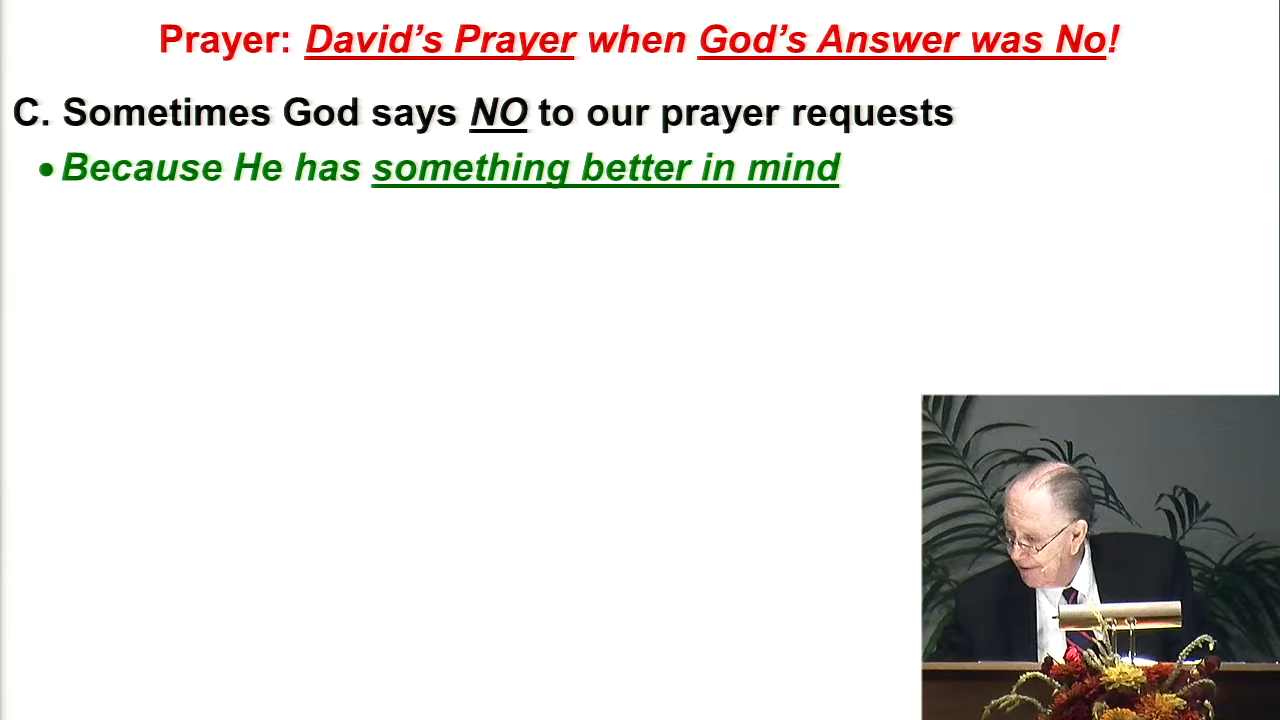 Prayer: David’s Prayer when God’s Answer was No!
C. Sometimes God says NO to our prayer requests
• Because He has something better in mind